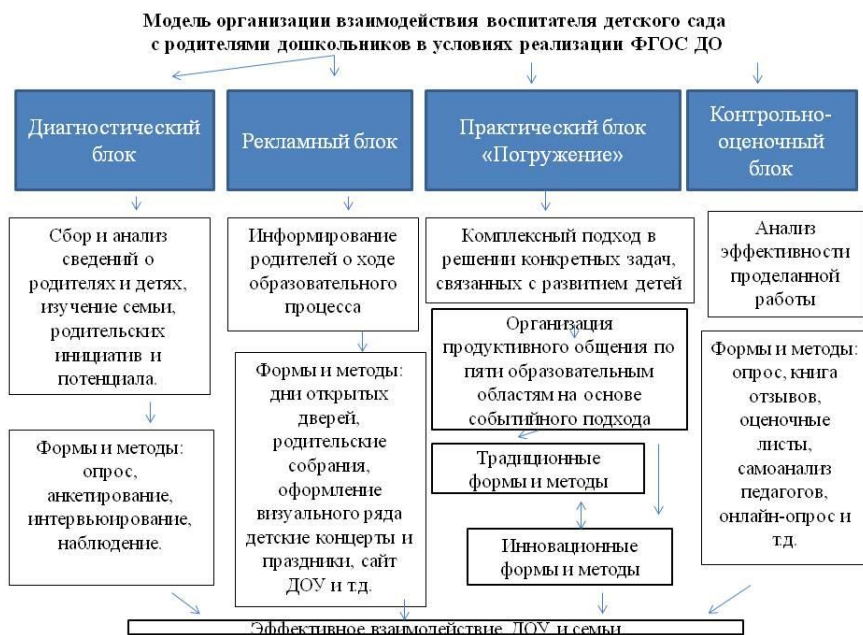 Модель организации взаимодействия воспитателя детского сада
с родителями дошкольников в условиях реализации ФГОС ДО
Диагностический
блок
Рекламный блок
Практический блок
«Погружение»
Контрольно-
оценочный
блок
Сбор и анализ
сведений о
родителях и детях,
изучение семьи,
родительских
инициатив и
потенциала.
Информирование
родителей о ходе
образовательного
процесса
Комплексный подход в
решении конкретных задач,
связанных с развитием детей
Анализ
эффективности
проделанной
работы
Организация
продуктивного общения по
пяти образовательным
областям на основе
событийного подхода
Формы и методы:
опрос,
анкетирование,
интервьюирование,
наблюдение.
Формы и методы:
дни открытых
дверей,
родительские
собрания,
оформление
визуального ряда
детские концерты и
праздники, сайт
ДОУ и т.д.
Традиционные
формы и методы
Инновационные
формы и методы
Формы и методы:
опрос, книга
отзывов,
оценочные
листы,
самоанализ
педагогов,
онлайн-опрос и
т.д.
Эффективное взаимодействие ДОУ и семьи